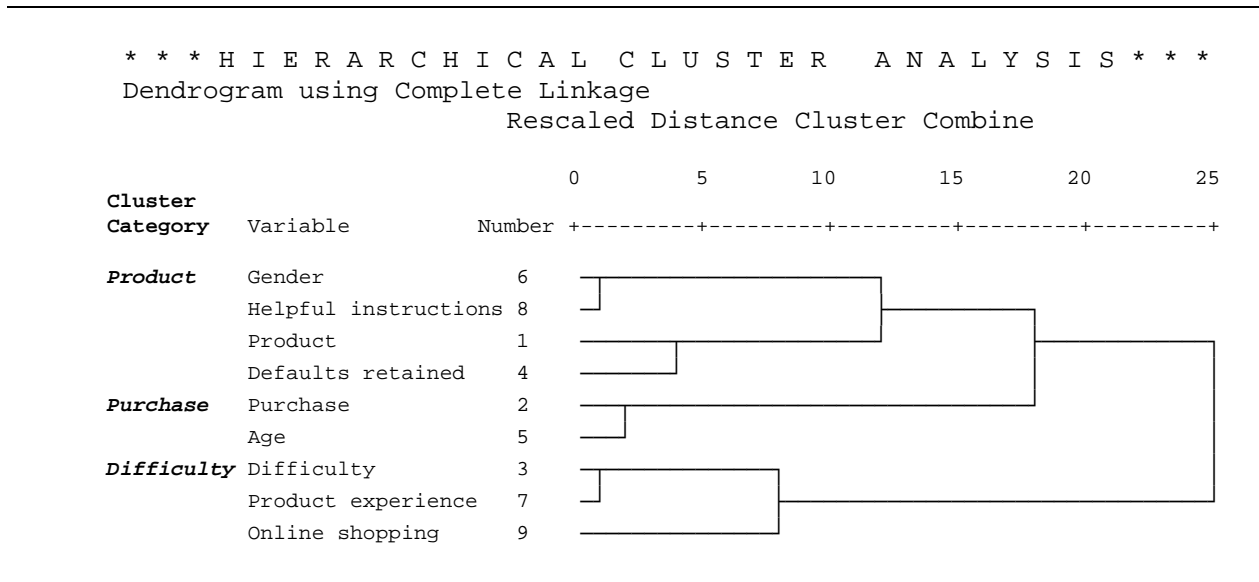 * * * H I E R A R C H I C A L C L U S T E R A N A L Y S I S * * *
Dendrogram using Complete Linkage
Rescaled Distance Cluster Combine
0 5 10 15 20 25
Cluster
Category Variable Number +---------+---------+---------+---------+---------+
Product Gender 6
Helpful instructions 8
Product 1
Defaults retained 4
Purchase Purchase 2
Age 5
Difficulty Difficulty 3
Product experience 7
Online shopping 9